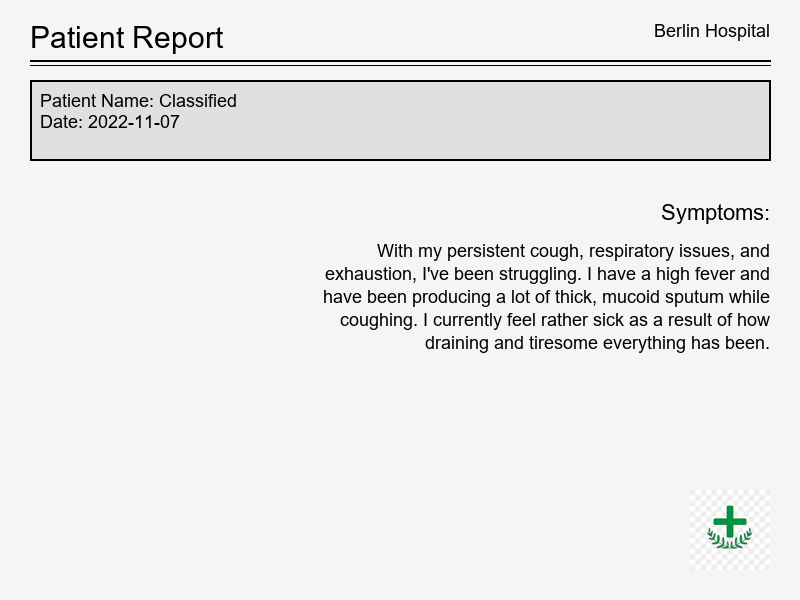 Patient Report
Berlin Hospital
Patient Name: Classified
Date: 2022-11-07
Symptoms:
With my persistent cough, respiratory issues, and
exhaustion, I've been struggling. I have a high fever and
have been producing a lot of thick, mucoid sputum while
coughing. I currently feel rather sick as a result of how
draining and tiresome everything has been.